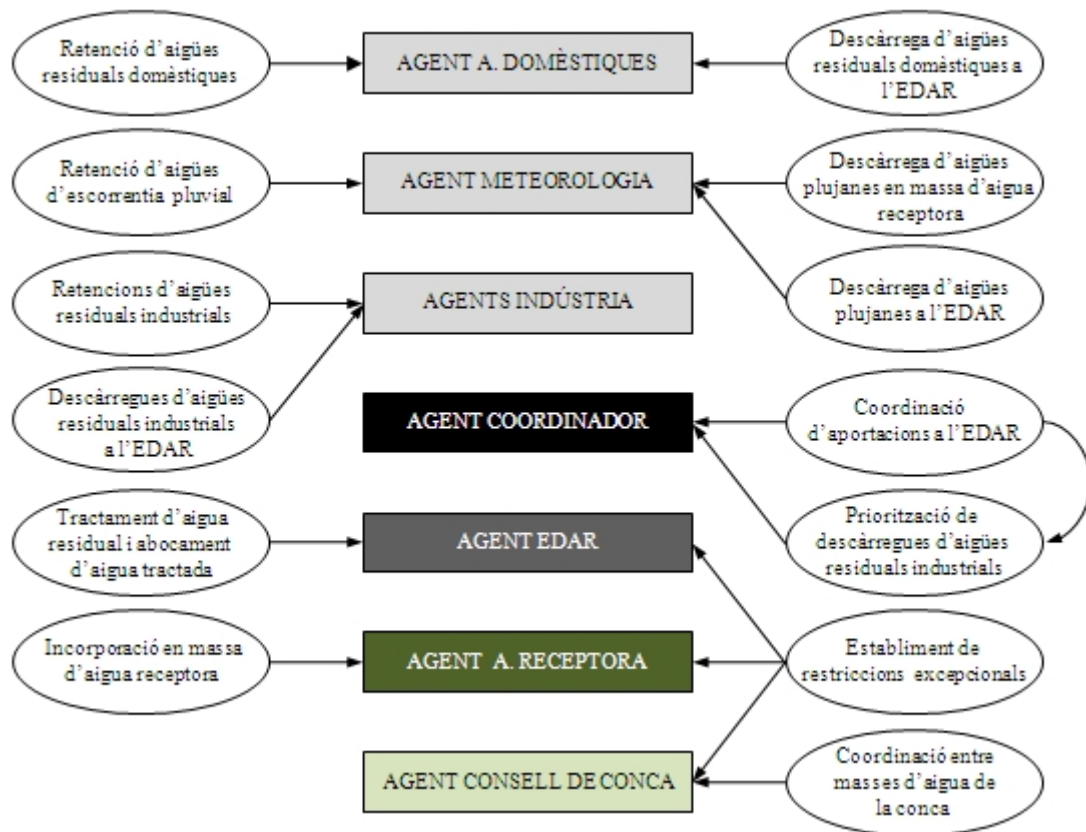 Retenció d'aigües
residuals domèstiques
AGENT A. DOMÈSTIQUES
Descàrrega d'aigües
residuals domèstiques a
l'EDAR
Retenció d'aigües
d'escorrentia pluvial
AGENT METEOROLOGIA
Descàrrega d'aigües
plujanes en massa d'aigua
receptora
Retencions d'aigües
residuals industrials
AGENTS INDÚSTRIA
Descàrrega d'aigües
plujanes a l'EDAR
Descàrregues d'aigües
residuals industrials
a l'EDAR
AGENT COORDINADOR
Coordinació
d'aportacions a l'EDAR
Tractament d'aigua
residual i abocament
d'aigua tractada
AGENT EDAR
Priorització de
descàrregues d'aigües
residuals industrials
Incorporació en massa
d'aigua receptora
AGENT A. RECEPTORA
Establiment de
restriccions excepcionals
AGENT CONSELL DE CONCA
Coordinació entre
masses d'aigua de
la conca